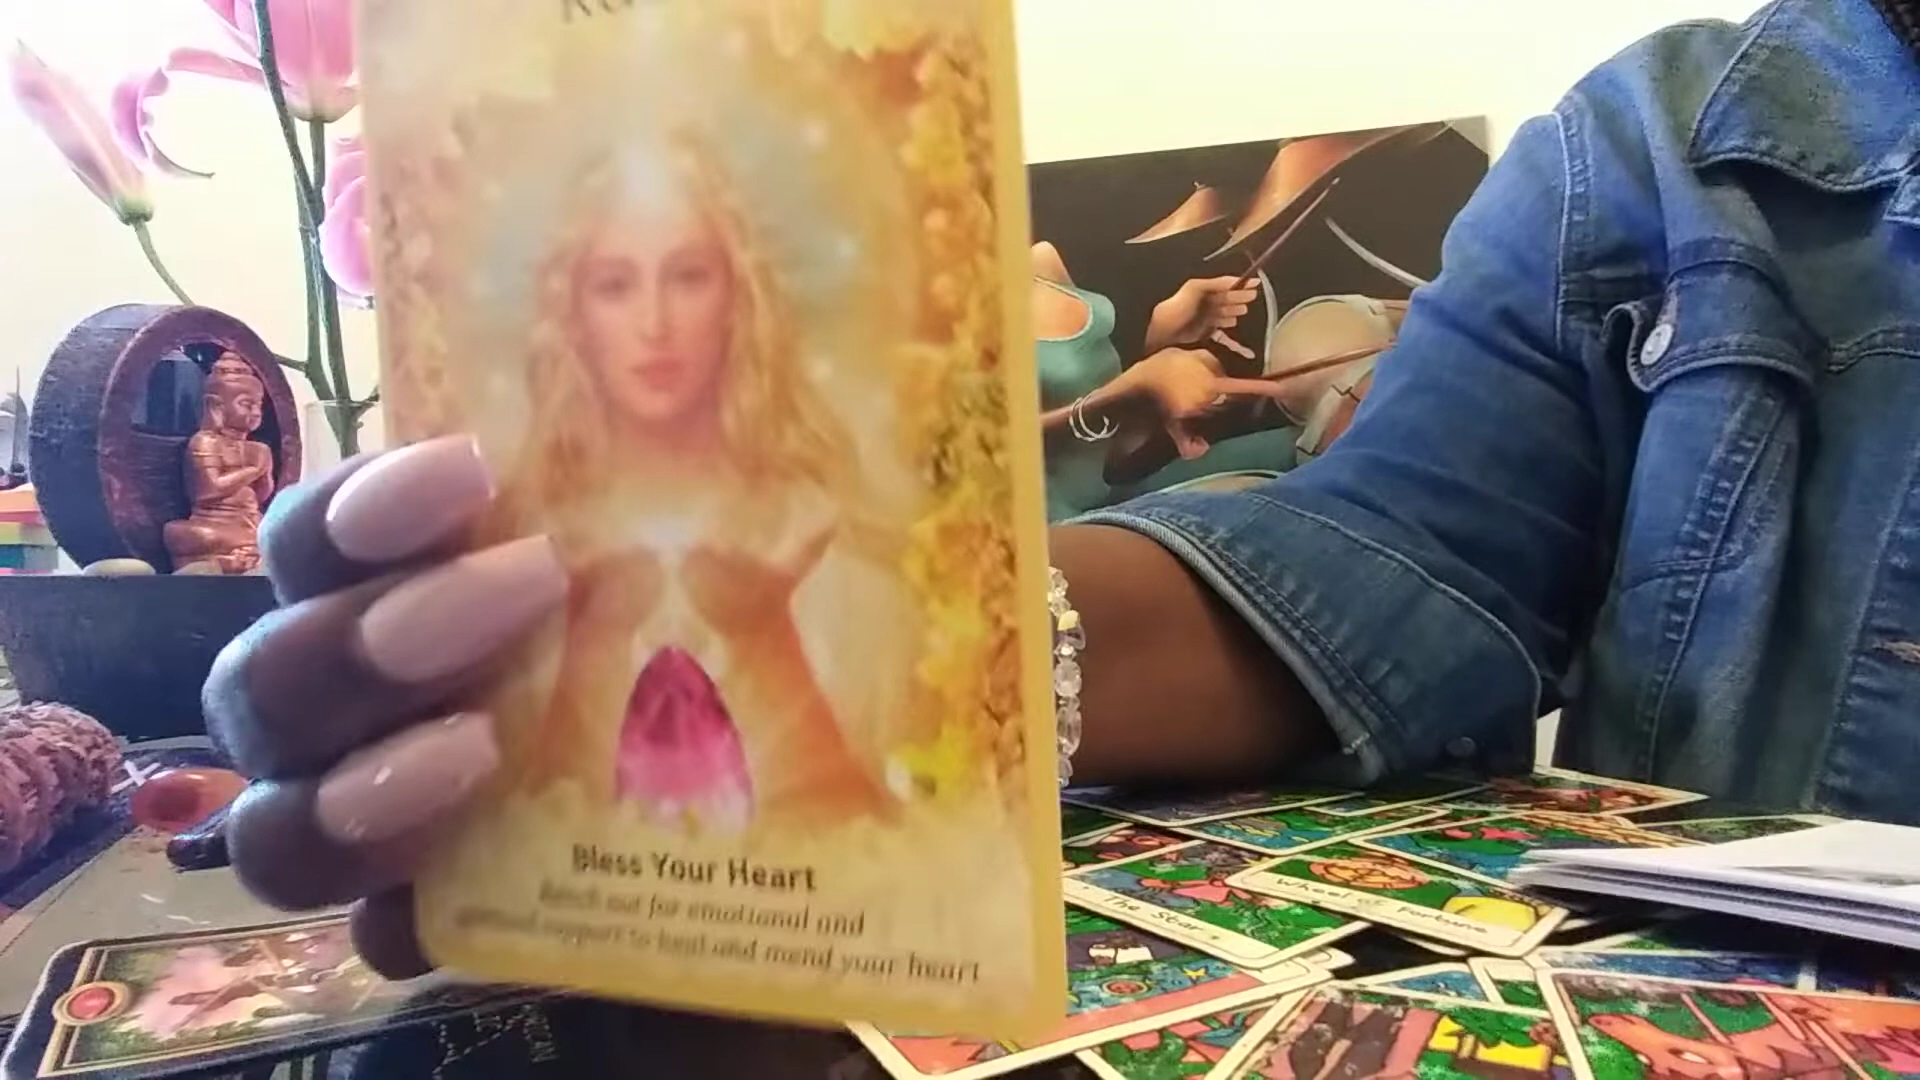 Bless Your Heart
Reach out for emotional and
spiritual support to heal and mend your heart
The Star
Wheel of Fortune